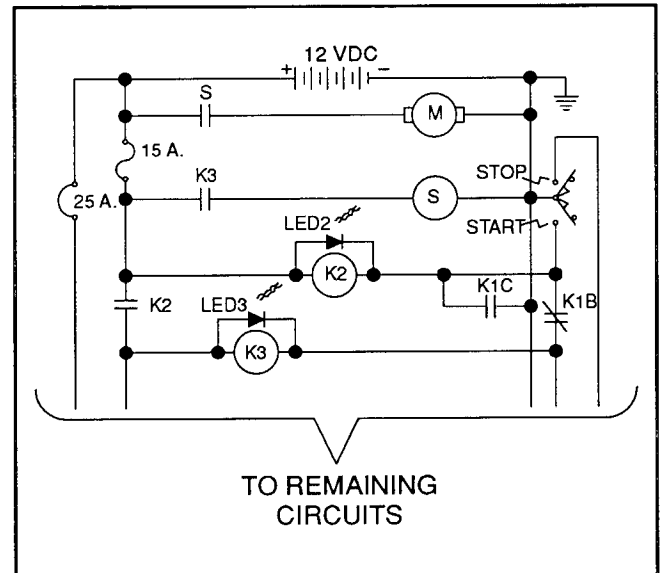 12 VDC
+ −
S
M
15 A.
K3
S
STOP
25 A.
START
LED2
K2
K1C
K1B
K2
LED3
K3
TO REMAINING
CIRCUITS